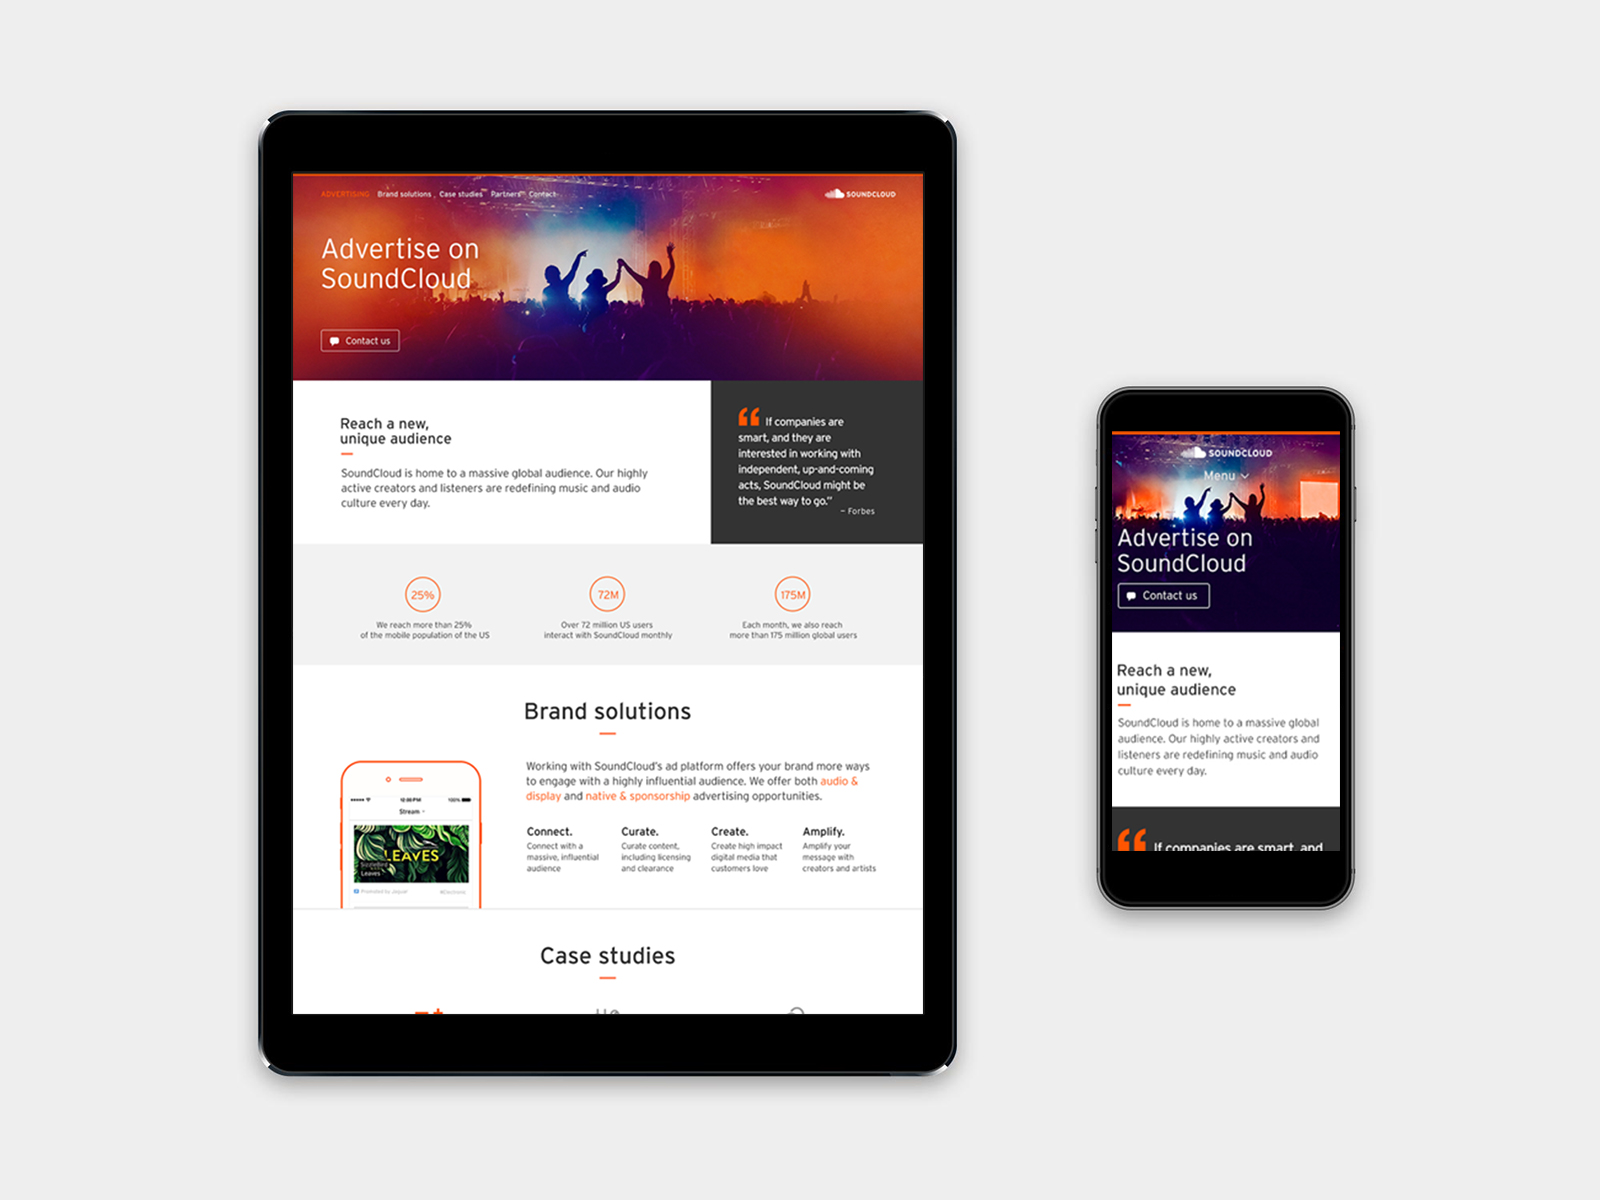 ADVERTISING Brand solutions Case studies Partners Contact
SOUNDCLOUD
Advertise on
SoundCloud
Contact us
Reach a new,
unique audience
SoundCloud is home to a massive global audience. Our highly
active creators and listeners are redefining music and audio
culture every day.
“ If companies are
smart, and they are
interested in working with
independent, up-and-coming
acts, SoundCloud might be
the best way to go.”
– Forbes
25%
We reach more than 25%
of the mobile population of the US
72M
Over 72 million US users
interact with SoundCloud monthly
175M
Each month, we also reach
more than 175 million global users
Brand solutions
Working with SoundCloud's ad platform offers your brand more ways
to engage with a highly influential audience. We offer both audio &
display and native & sponsorship advertising opportunities.
Connect.
Connect with a
massive, influential
audience
Curate.
Curate content,
including licensing
and clearance
Create.
Create high impact
digital media that
customers love
Amplify.
Amplify your
message with
creators and artists
12:00 PM
100%
Stream
LEAVES
Leaves
Promoted by Jaguar
#Electronic
Case studies
SOUNDCLOUD
Menu
Advertise on
SoundCloud
Contact us
Reach a new,
unique audience
SoundCloud is home to a massive global
audience. Our highly active creators and
listeners are redefining music and audio
culture every day.
“ If companies are smart, and